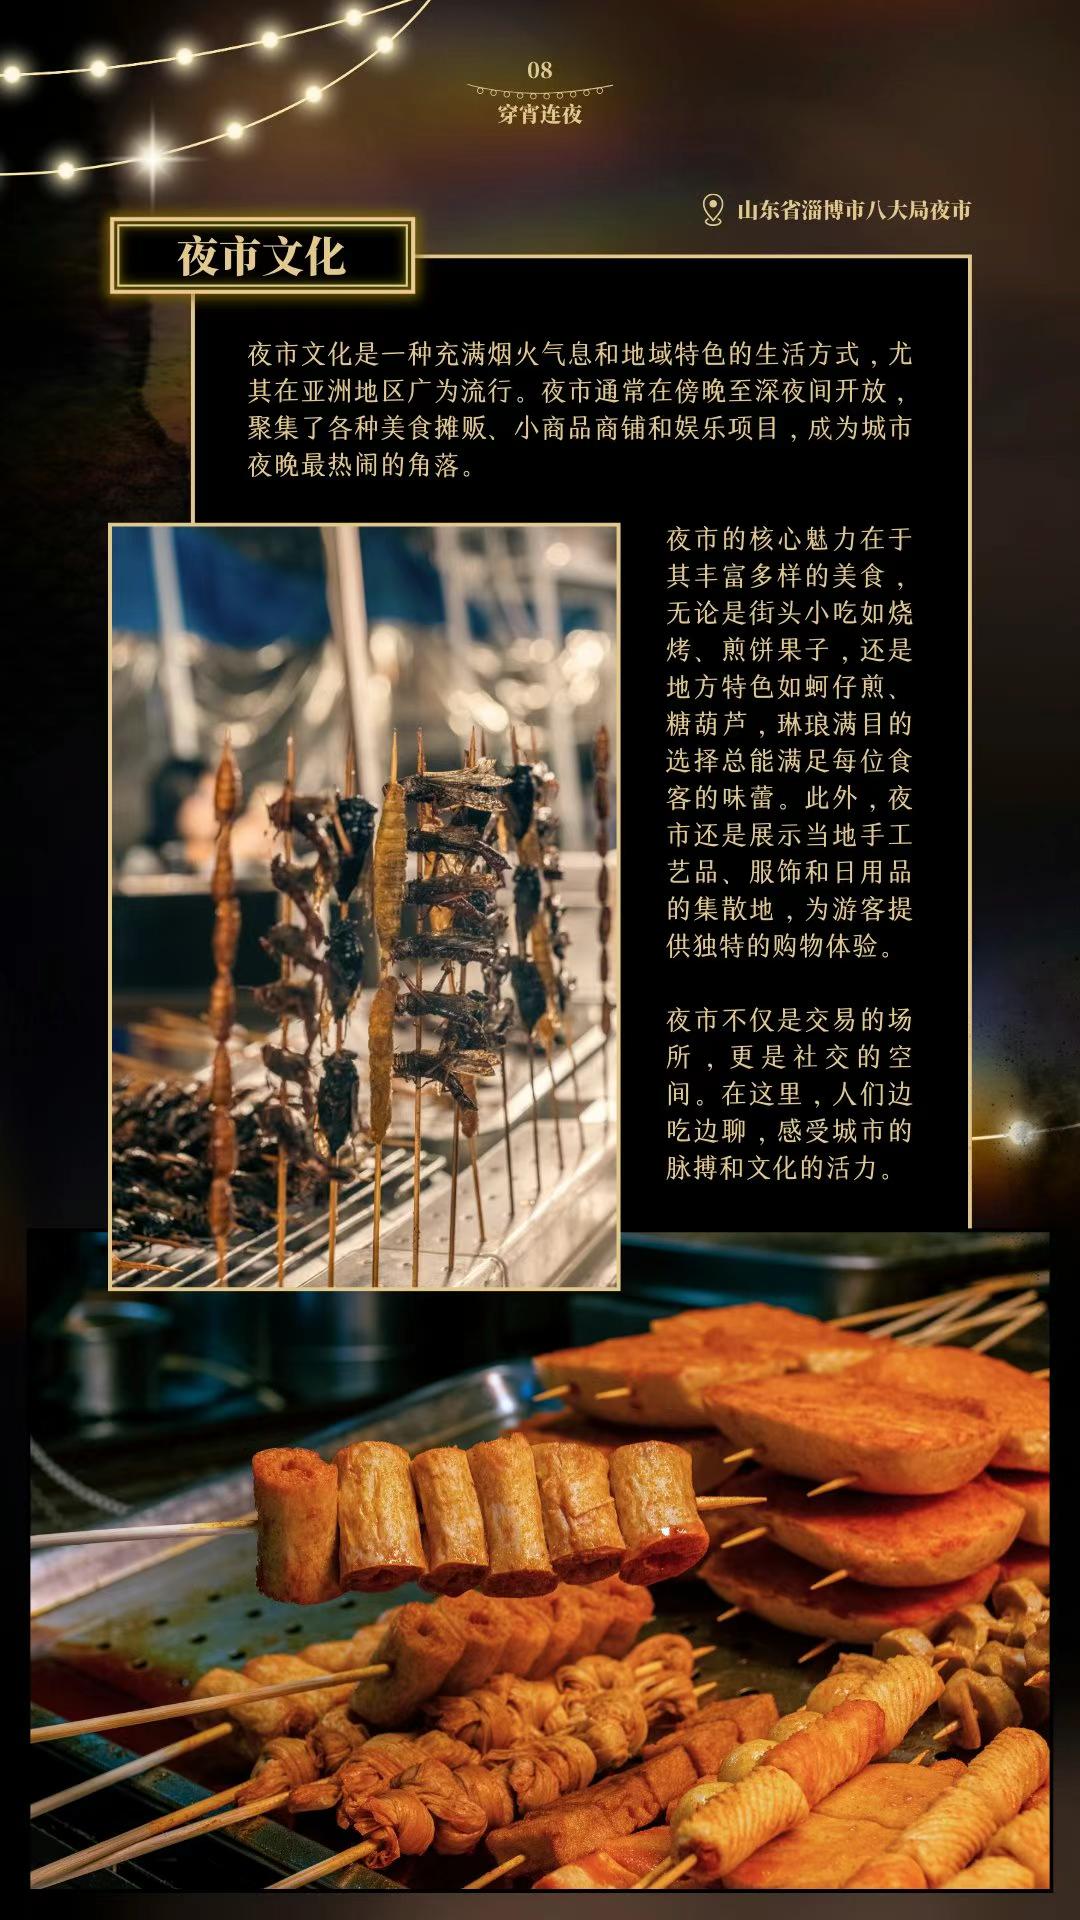 08
穿宵连夜
山东省淄博市八大局夜市
夜市文化
夜市文化是一种充满烟火气息和地域特色的生活方式，尤
其在亚洲地区广为流行。夜市通常在傍晚至深夜间开放，
聚集了各种美食摊贩、小商品商铺和娱乐项目，成为城市
夜晚最热闹的角落。
夜市的核心魅力在于
其丰富多样的美食，
无论是街头小吃如烧
烤、煎饼果子，还是
地方特色如蚵仔煎、
糖葫芦，琳琅满目的
选择总能满足每位食
客的味蕾。此外，夜
市还是展示当地手工
艺品、服饰和日用品
的集散地，为游客提
供独特的购物体验。
夜市不仅是交易的场
所，更是社交的空
间。在这里，人们边
吃边聊，感受城市的
脉搏和文化的活力。